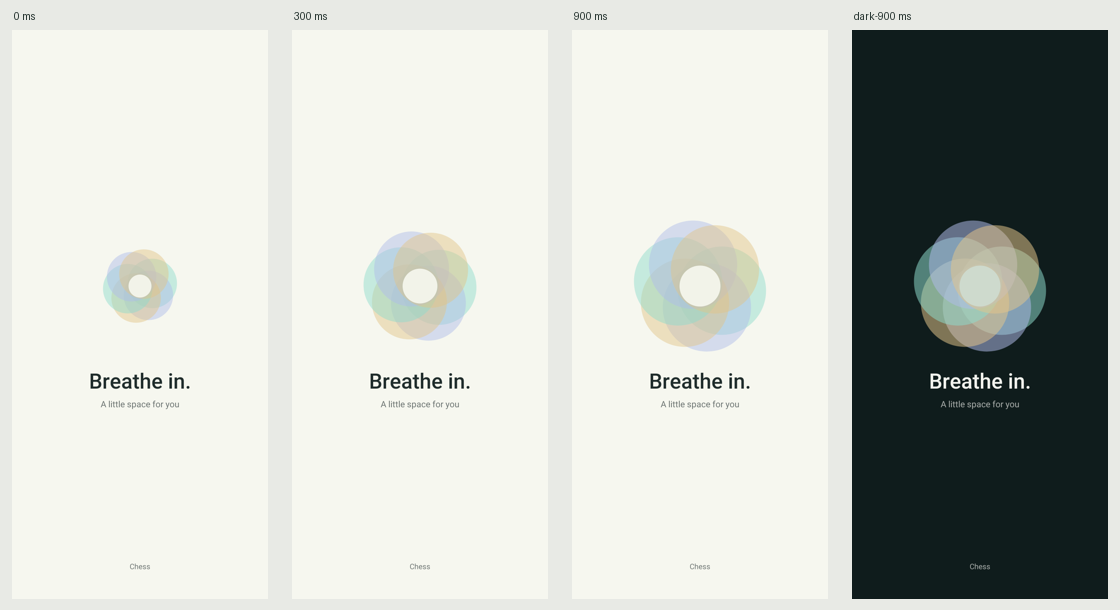 0 ms
Breathe in.
A little space for you
Chess
300 ms
Breathe in.
A little space for you
Chess
900 ms
Breathe in.
A little space for you
Chess
dark-900 ms
Breathe in.
A little space for you
Chess